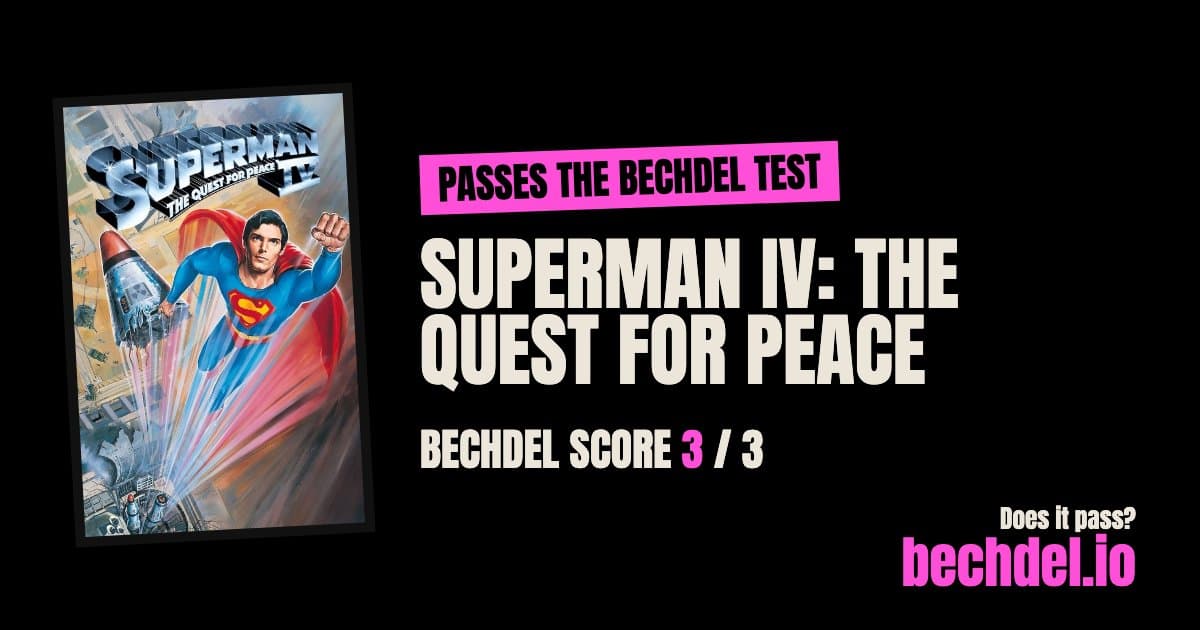 SUPERMAN IV
THE QUEST FOR PEACE
PASSES THE BECHDEL TEST
SUPERMAN IV: THE
QUEST FOR PEACE
BECHDEL SCORE 3 / 3
Does it pass?
bechdel.io